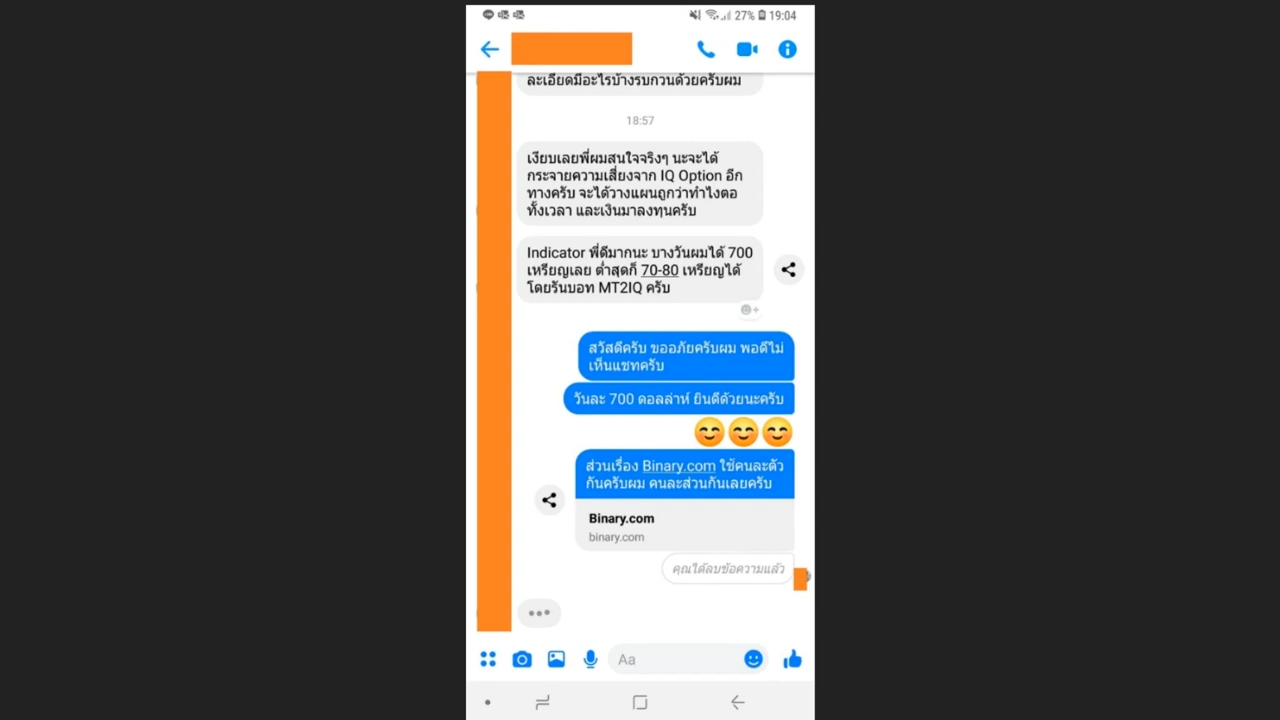 27% 19:04
ละเอียดมีอะไรบ้างรบกวนด้วยครับผม
18:57
เงียบเลยพี่ผมสนใจจริงๆ นะจะได้
กระจายความเสี่ยงจาก IQ Option อีก
ทางครับ จะได้วางแผนถูกว่าทำไงตอ
ทั้งเวลา และเงินมาลงทุนครับ
Indicator พี่ดีมากนะ บางวันผมได้ 700
เหรียญเลย ต่ำสุดก็ 70-80 เหรียญได้
โดยรันบอท MT2IQ ครับ
สวัสดีครับ ขออภัยครับผม พอดีไม่
เห็นแชทครับ
วันละ 700 ดอลล่าห์ ยินดีด้วยนะครับ
ส่วนเรื่อง Binary.com ใช้คนละตัว
กันครับผม คนละส่วนกันเลยครับ
Binary.com
binary.com
คุณได้ลบข้อความแล้ว
Aa